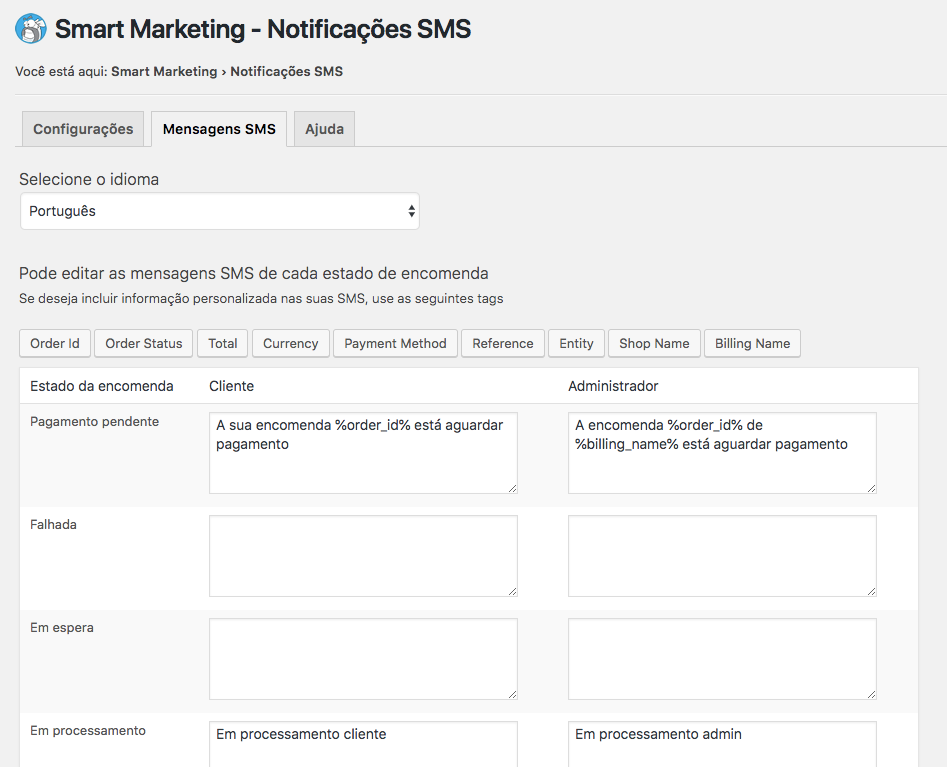 Smart Marketing - Notificações SMS
Você está aqui: Smart Marketing › Notificações SMS
Configurações
Mensagens SMS
Ajuda
Selecione o idioma
Português
Pode editar as mensagens SMS de cada estado de encomenda
Se deseja incluir informação personalizada nas suas SMS, use as seguintes tags
Order Id
Order Status
Total
Currency
Payment Method
Reference
Entity
Shop Name
Billing Name
Estado da encomenda
Cliente
Administrador
Pagamento pendente
A sua encomenda %order_id% está aguardar
pagamento
A encomenda %order_id% de
%billing_name% está aguardar pagamento
Falhada
Em espera
Em processamento
Em processamento cliente
Em processamento admin